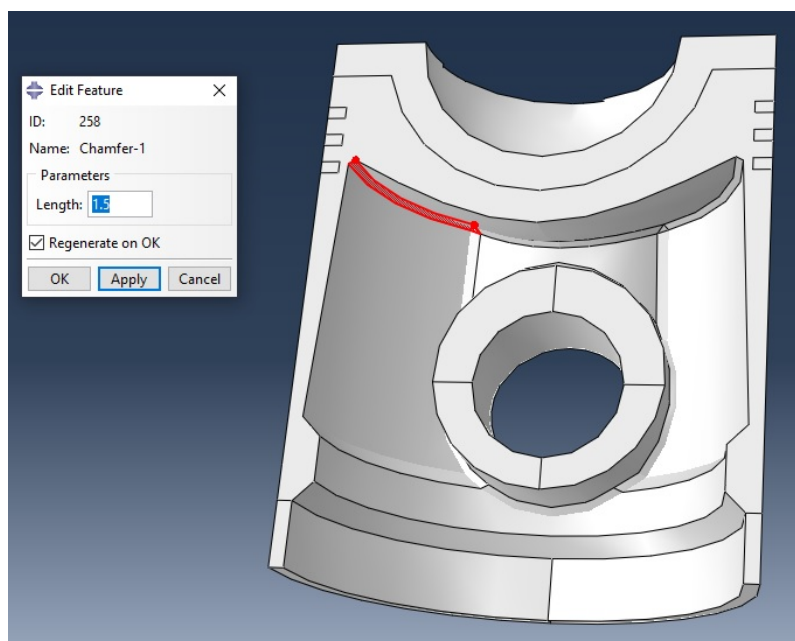 Edit Feature
ID: 258
Name: Chamfer-1
Parameters
Length: 1.5
Regenerate on OK
OK Apply Cancel